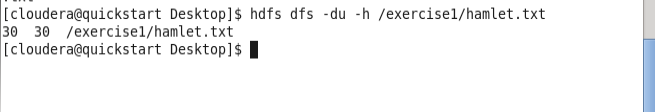 [cloudera@quickstart Desktop]$ hdfs dfs -du -h /exercise1/hamlet.txt
30  30  /exercise1/hamlet.txt
[cloudera@quickstart Desktop]$